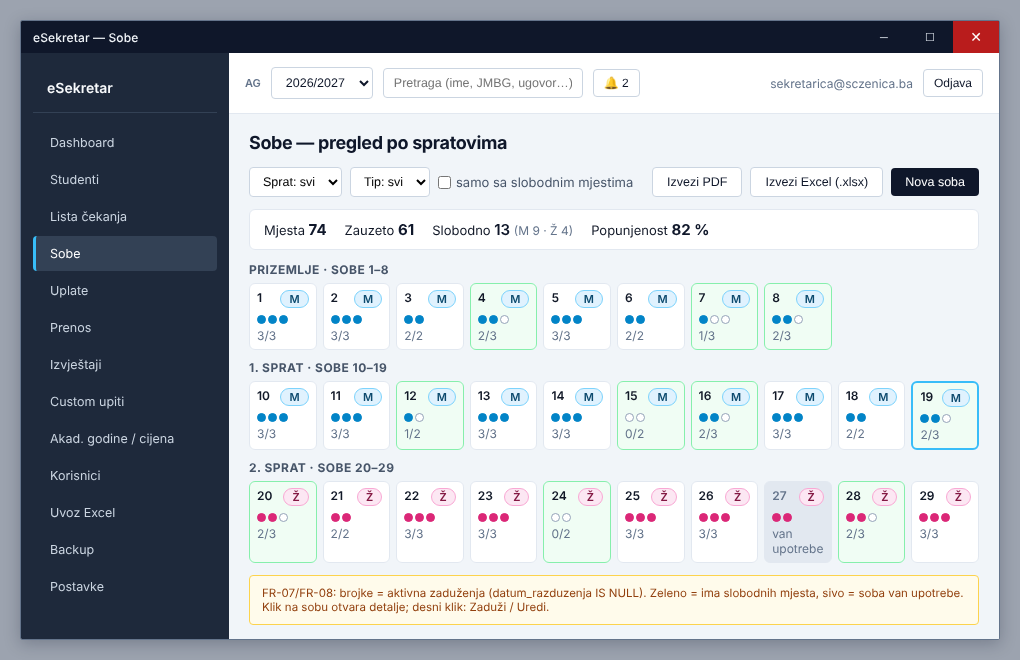 eSekretar — Sobe
eSekretar
Dashboard
Studenti
Lista čekanja
Sobe
Uplate
Prenos
Izvještaji
Custom upiti
Akad. godine / cijena
Korisnici
Uvoz Excel
Backup
Postavke
AG 2026/2027 Pretraga (ime, JMBG, ugovor…) 🔔 2 sekretarica@sczenica.ba Odjava
Sobe — pregled po spratovima
Sprat: svi Tip: svi samo sa slobodnim mjestima Izvezi PDF Izvezi Excel (.xlsx) Nova soba
Mjesta 74 Zauzeto 61 Slobodno 13 (M 9 · Ž 4) Popunjenost 82 %
PRIZEMLJE · SOBE 1–8
1 M 2 M 3 M 4 M 5 M 6 M 7 M 8 M
3/3 3/3 2/2 2/3 3/3 2/2 1/3 2/3
1. SPRAT · SOBE 10–19
10 M 11 M 12 M 13 M 14 M 15 M 16 M 17 M 18 M 19 M
3/3 3/3 1/2 3/3 3/3 0/2 2/3 3/3 2/2 2/3
2. SPRAT · SOBE 20–29
20 Ž 21 Ž 22 Ž 23 Ž 24 Ž 25 Ž 26 Ž 27 Ž 28 Ž 29 Ž
2/3 2/2 3/3 3/3 0/2 3/3 3/3 van upotrebe 2/3 3/3
FR-07/FR-08: brojke = aktivna zaduženja (datum_razduzenja IS NULL). Zeleno = ima slobodnih mjesta, sivo = soba van upotrebe.
Klik na sobu otvara detalje; desni klik: Zaduži / Uredi.